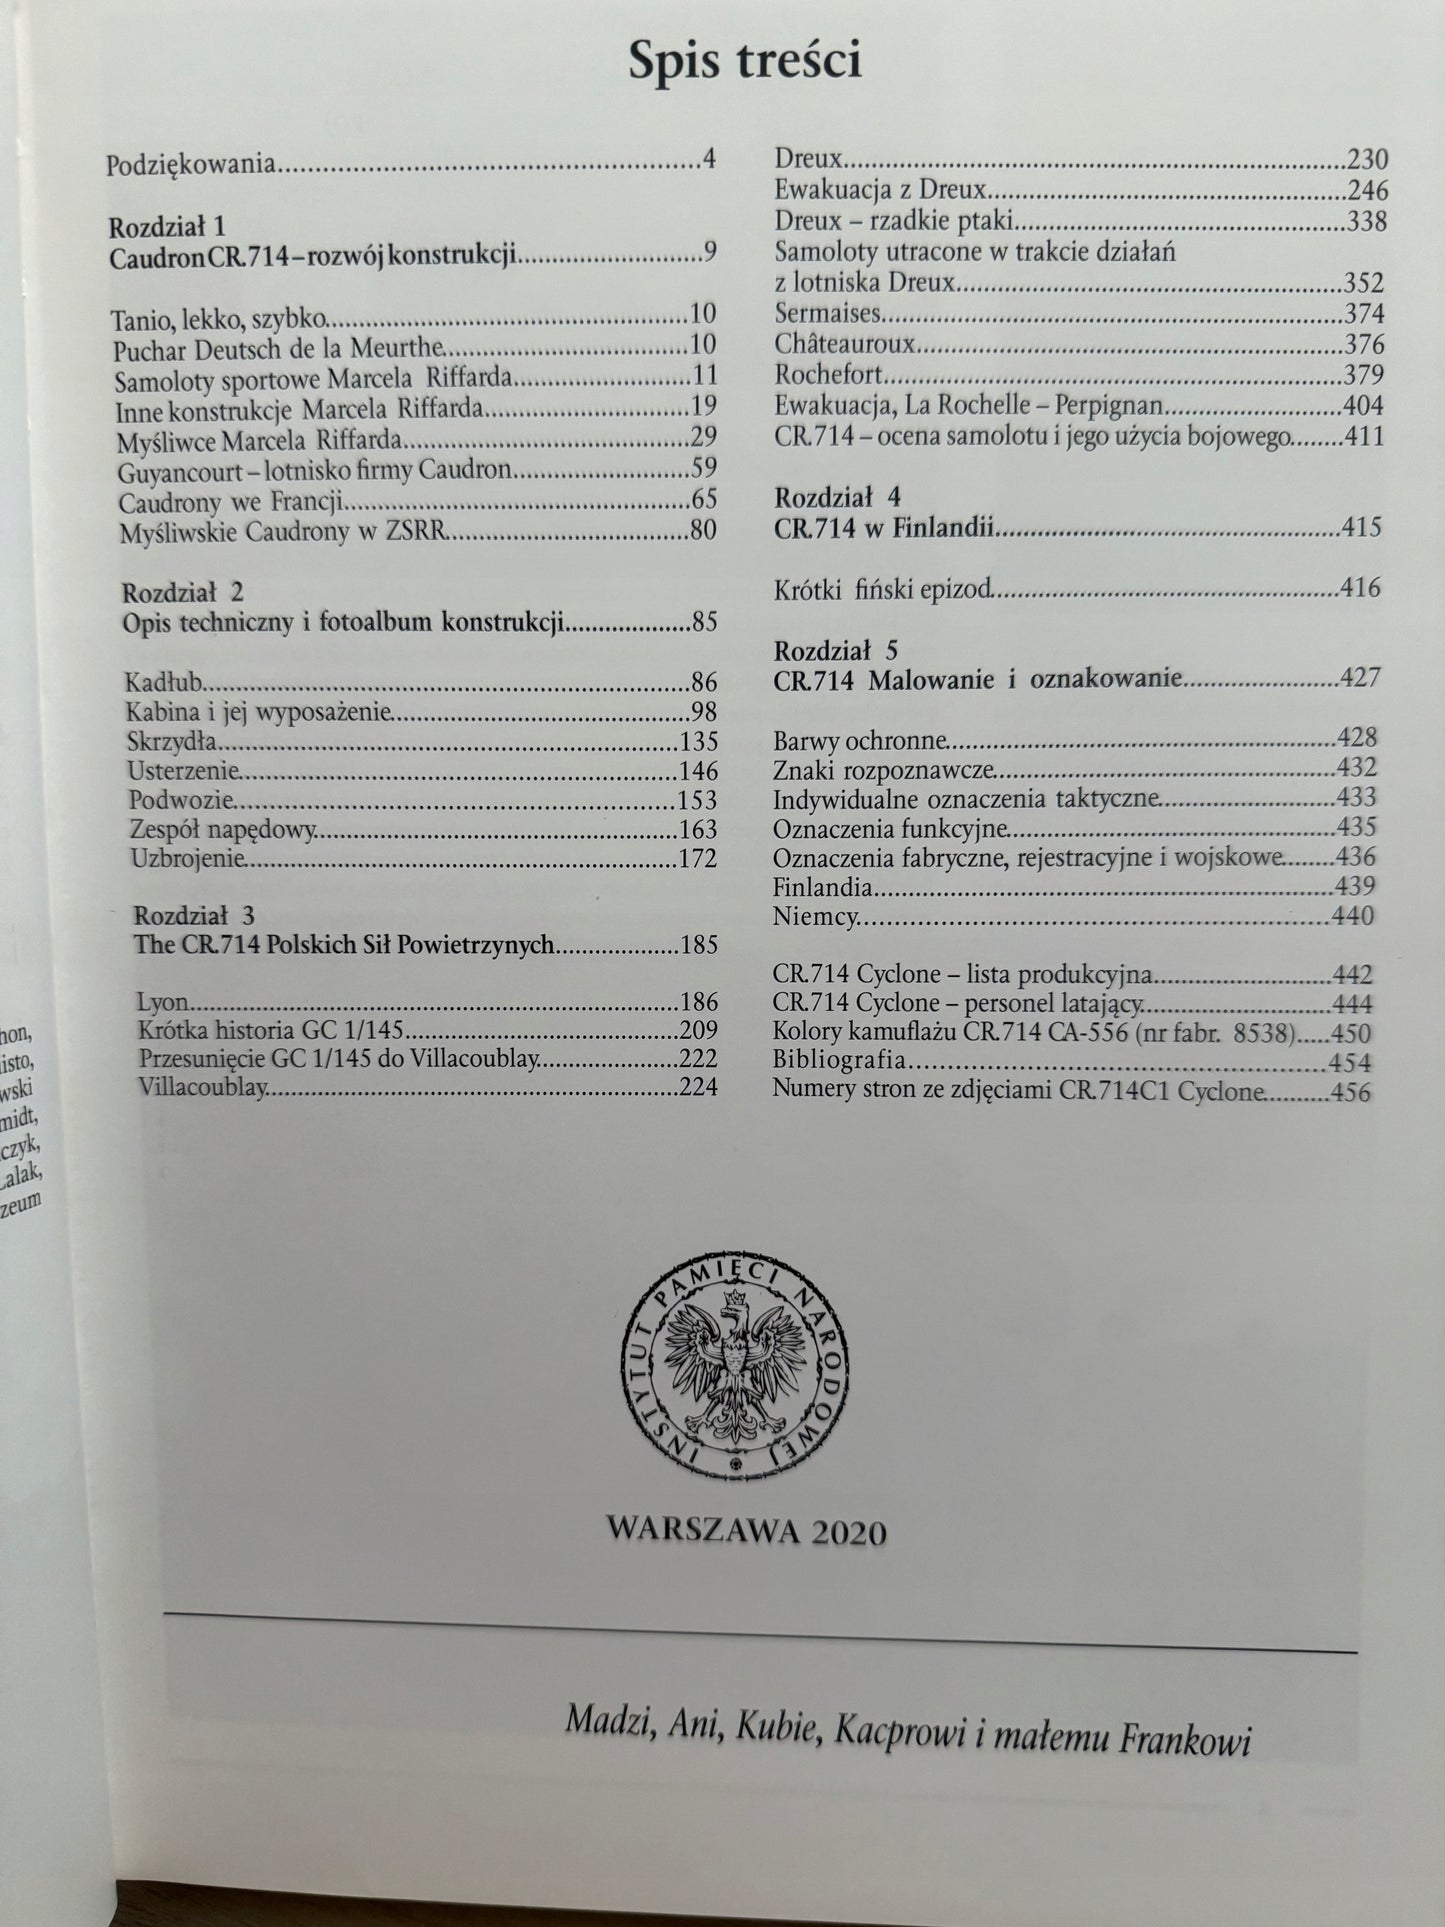 Spis treści
Podziękowania........4
Rozdział 1
Caudron CR.714 – rozwój konstrukcji........9
Tanio, lekko, szybko........10
Puchar Deutsch de la Meurthe........10
Samoloty sportowe Marcela Riffarda........11
Inne konstrukcje Marcela Riffarda........19
Myśliwce Marcela Riffarda........29
Guyancourt – lotnisko firmy Caudron........59
Caudrony we Francji........65
Myśliwskie Caudrony w ZSRR........80
Rozdział 2
Opis techniczny i fotoalbum konstrukcji........85
Kadłub........86
Kabina i jej wyposażenie........98
Skrzydła........135
Usterzenie........146
Podwozie........153
Zespół napędowy........163
Uzbrojenie........172
Rozdział 3
The CR.714 Polskich Sił Powietrzynych........185
Lyon........186
Krótka historia GC 1/145........209
Przesunięcie GC 1/145 do Villacoublay........222
Villacoublay........224
Dreux........230
Ewakuacja z Dreux........246
Dreux – rzadkie ptaki........338
Samoloty utracone w trakcie działań
z lotniska Dreux........352
Sermaises........374
Châteauroux........376
Rochefort........379
Ewakuacja, La Rochelle – Perpignan........404
CR.714 – ocena samolotu i jego użycia bojowego........411
Rozdział 4
CR.714 w Finlandii........415
Krótki fiński epizod........416
Rozdział 5
CR.714 Malowanie i oznakowanie........427
Barwy ochronne........428
Znaki rozpoznawcze........432
Indywidualne oznaczenia taktyczne........433
Oznaczenia funkcyjne........435
Oznaczenia fabryczne, rejestracyjne i wojskowe........436
Finlandia........439
Niemcy........440
CR.714 Cyclone – lista produkcyjna........442
CR.714 Cyclone – personel latający........444
Kolory kamuflażu CR.714 CA-556 (nr fabr. 8538).....450
Bibliografia........454
Numery stron ze zdjęciami CR.714C1 Cyclone........456
hon,
isto,
wski
midt,
czyk,
Lalak,
zeum
INSTYTUT PAMIĘCI NARODOWEJ
WARSZAWA 2020
Madzi, Ani, Kubie, Kacprowi i małemu Frankowi